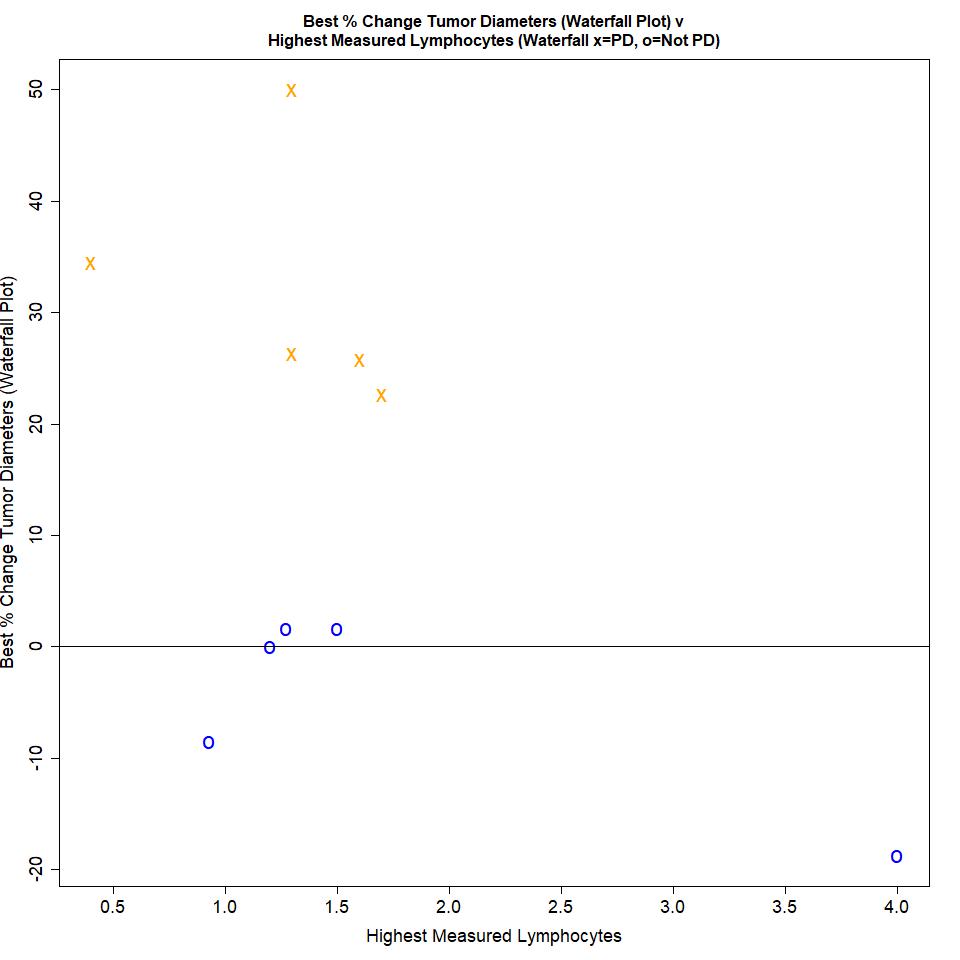 Best % Change Tumor Diameters (Waterfall Plot) v
Highest Measured Lymphocytes (Waterfall x=PD, o=Not PD)
Best % Change Tumor Diameters (Waterfall Plot)
50
40
30
20
10
0
-10
-20
X
X
X
X
X
O
O
O
O
O
0.5 1.0 1.5 2.0 2.5 3.0 3.5 4.0
Highest Measured Lymphocytes